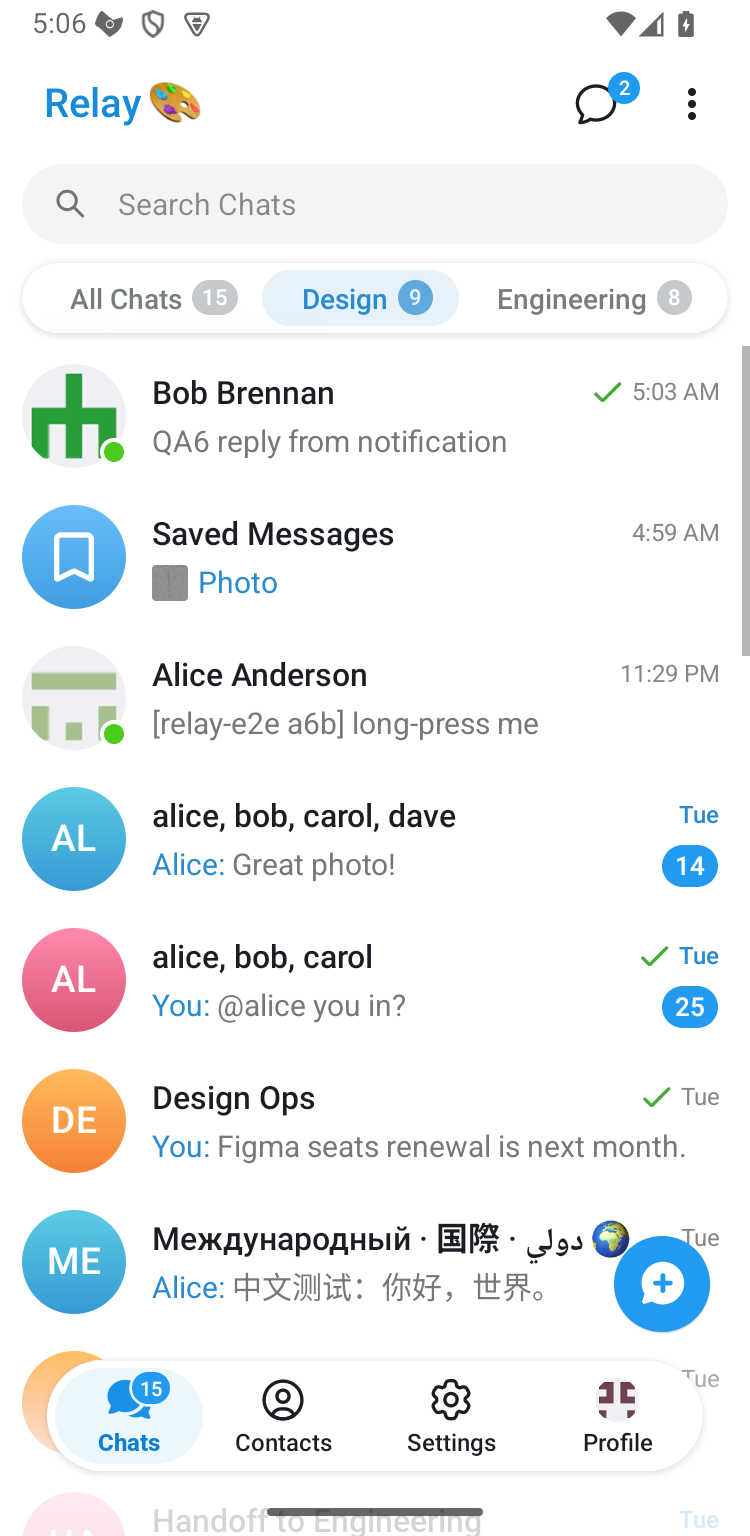 5:06
Relay 🎨
2
Search Chats
All Chats 15
Design 9
Engineering 8
Bob Brennan
5:03 AM
QA6 reply from notification
Saved Messages
4:59 AM
Photo
Alice Anderson
11:29 PM
[relay-e2e a6b] long-press me
AL
alice, bob, carol, dave
Tue
Alice: Great photo!
14
AL
alice, bob, carol
Tue
You: @alice you in?
25
DE
Design Ops
Tue
You: Figma seats renewal is next month.
ME
Международный · 国際 · دولي 🌍
Tue
Alice: 中文测试：你好，世界。
Tue
15
Chats
Contacts
Settings
Profile
HA
Handoff to Engineering
Tue